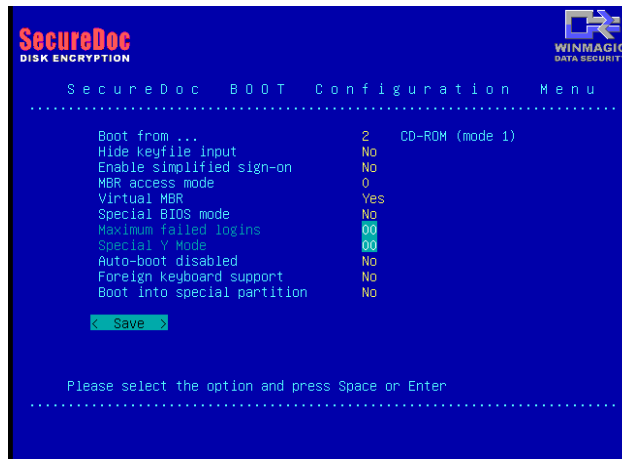 SecureDoc
DISK ENCRYPTION
WINMAGIC
DATA SECURIT
SecureDoc BOOT Configuration Menu
Boot from ... 2 CD-ROM (mode 1)
Hide keyfile input No
Enable simplified sign-on No
MBR access mode 0
Virtual MBR Yes
Special BIOS mode No
Maximum failed logins 00
Special Y Mode 00
Auto-boot disabled No
Foreign keyboard support No
Boot into special partition No
< Save >
Please select the option and press Space or Enter